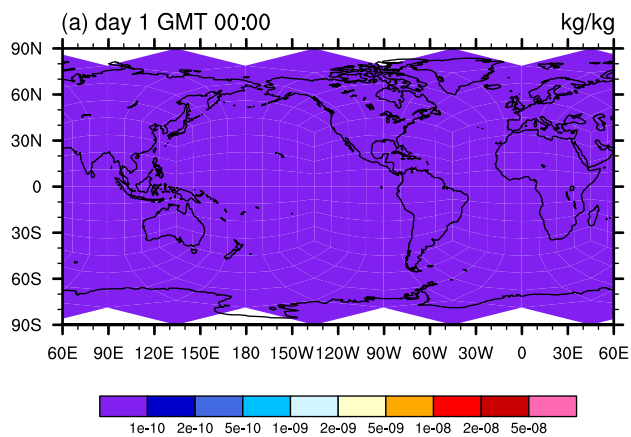 (a) day 1 GMT 00:00 kg/kg
90N
60N
30N
0
30S
60S
90S
60E 90E 120E 150E 180 150W 120W 90W 60W 30W 0 30E 60E
1e-10 2e-10 5e-10 1e-09 2e-09 5e-09 1e-08 2e-08 5e-08